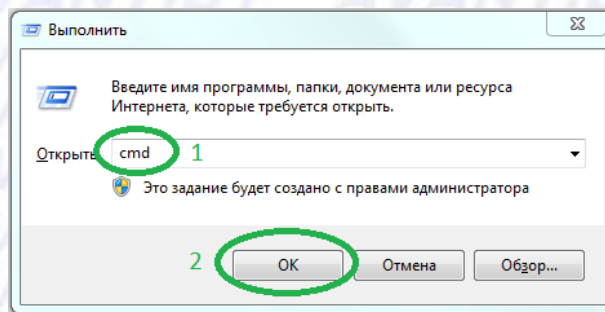 Выполнить
Введите имя программы, папки, документа или ресурса
Интернета, которые требуется открыть.
Открыть cmd 1
Это задание будет создано с правами администратора
2 ОК Отмена Обзор...